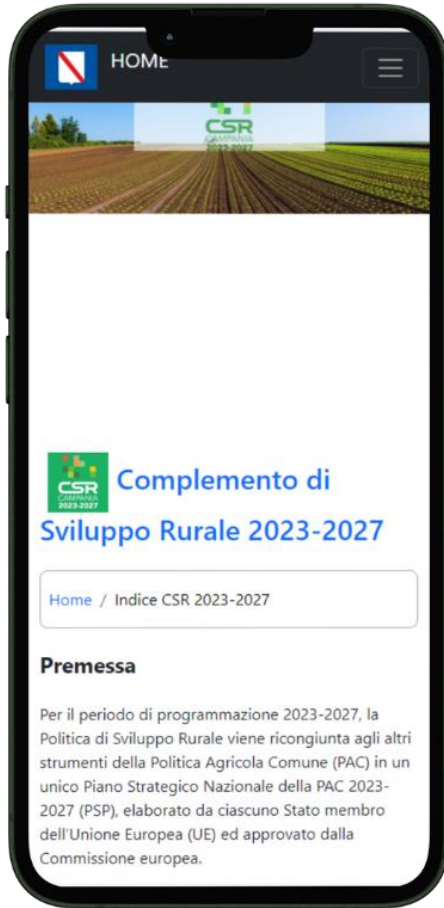 HOME
CSR
CAMPANIA
2023-2027
CSR
CAMPANIA
2023-2027
Complemento di
Sviluppo Rurale 2023-2027
Home / Indice CSR 2023-2027
Premessa
Per il periodo di programmazione 2023-2027, la
Politica di Sviluppo Rurale viene ricongiunta agli altri
strumenti della Politica Agricola Comune (PAC) in un
unico Piano Strategico Nazionale della PAC 2023-
2027 (PSP), elaborato da ciascuno Stato membro
dell'Unione Europea (UE) ed approvato dalla
Commissione europea.